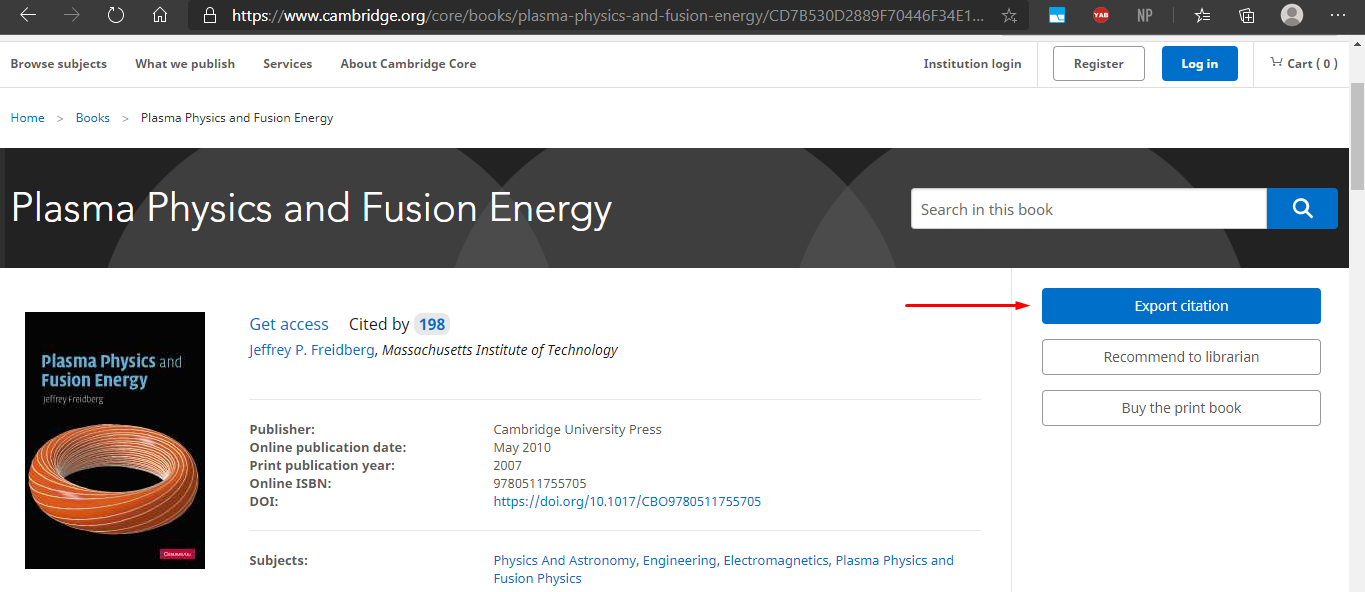 https://www.cambridge.org/core/books/plasma-physics-and-fusion-energy/CD7B530D2889F70446F34E1...
YAB
NP
Browse subjects What we publish Services About Cambridge Core Institution login Register Log in Cart ( 0 )
Home > Books > Plasma Physics and Fusion Energy
Plasma Physics and Fusion Energy
Search in this book
Plasma Physics and
Fusion Energy
Jeffrey Freidberg
CAMBRIDGE
Get access Cited by 198
Jeffrey P. Freidberg, Massachusetts Institute of Technology
Export citation
Recommend to librarian
Buy the print book
Publisher: Cambridge University Press
Online publication date: May 2010
Print publication year: 2007
Online ISBN: 9780511755705
DOI: https://doi.org/10.1017/CBO9780511755705
Subjects: Physics And Astronomy, Engineering, Electromagnetics, Plasma Physics and
Fusion Physics